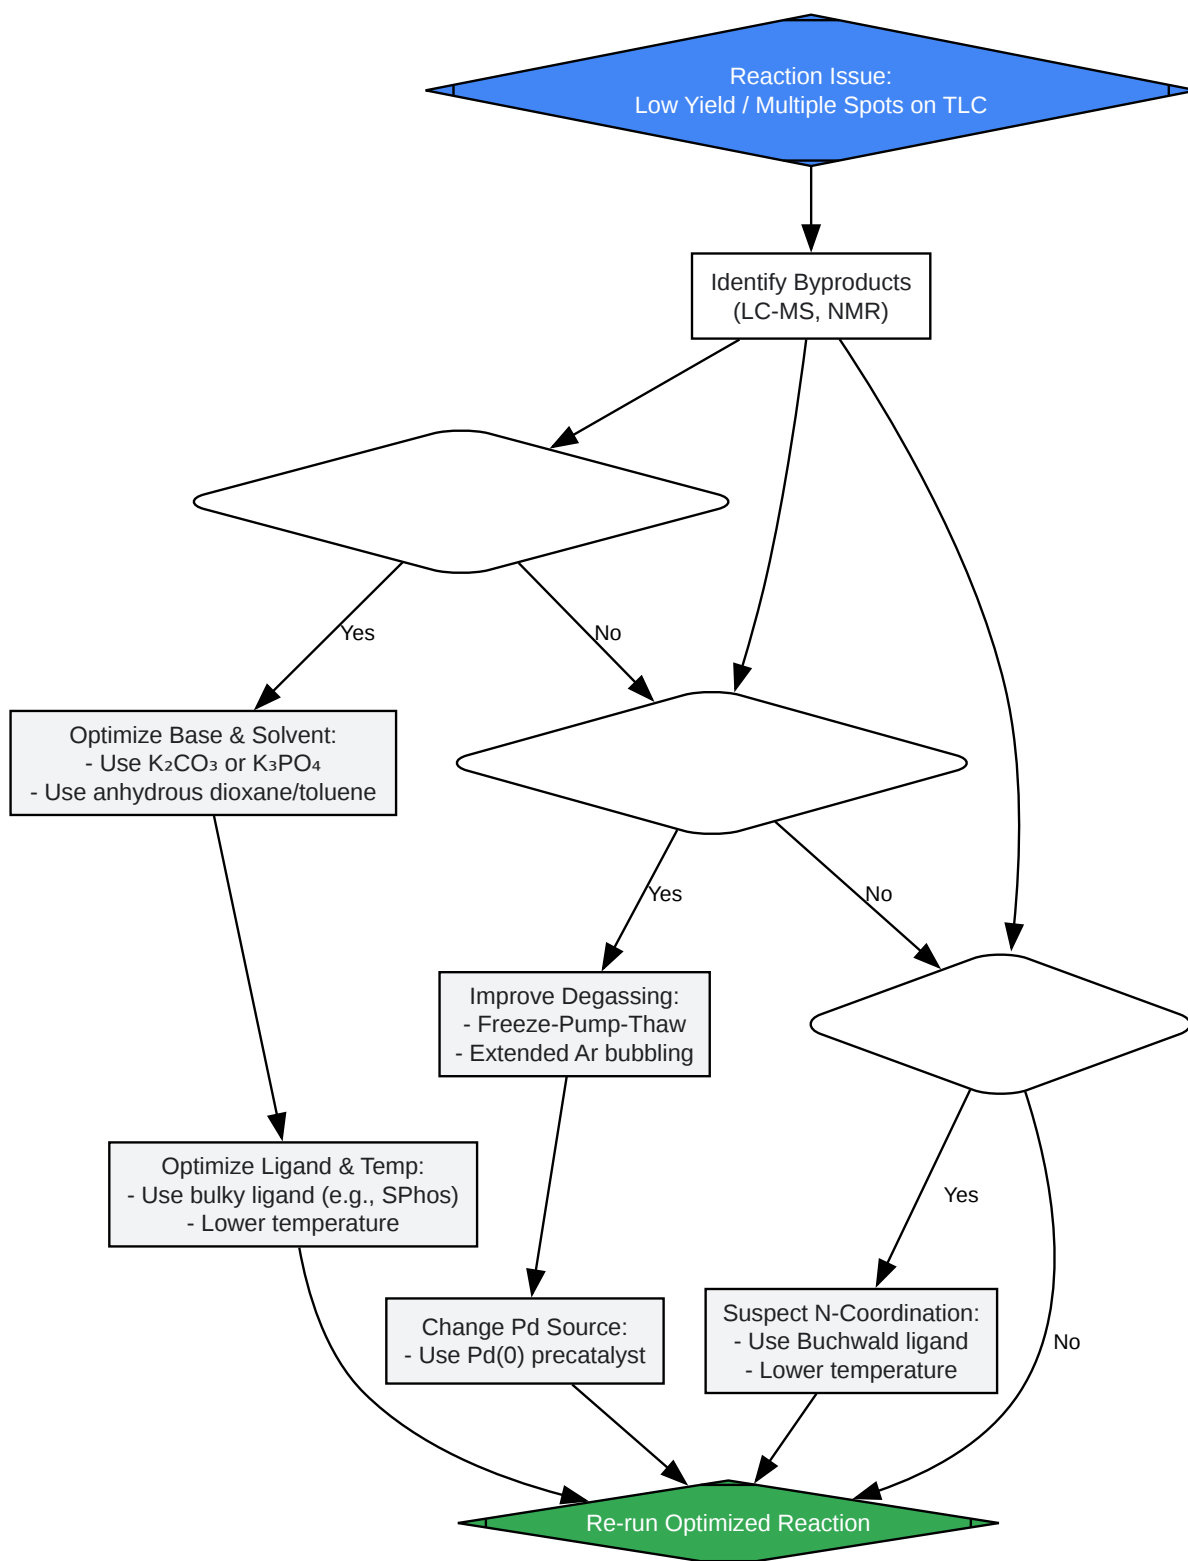 Reaction Issue:
Low Yield / Multiple Spots on TLC
Identify Byproducts
(LC-MS, NMR)
Yes
No
Optimize Base & Solvent:
- Use K₂CO₃ or K₃PO₄
- Use anhydrous dioxane/toluene
Yes
No
Improve Degassing:
- Freeze-Pump-Thaw
- Extended Ar bubbling
Optimize Ligand & Temp:
- Use bulky ligand (e.g., SPhos)
- Lower temperature
Yes
Change Pd Source:
- Use Pd(0) precatalyst
Suspect N-Coordination:
- Use Buchwald ligand
- Lower temperature
No
Re-run Optimized Reaction